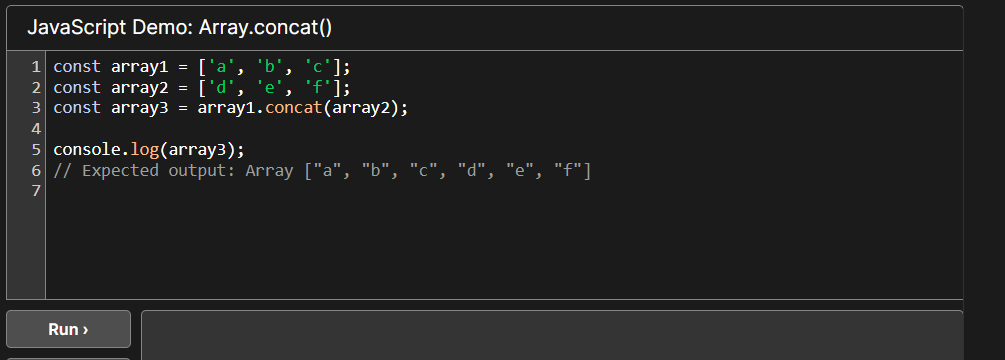 JavaScript Demo: Array.concat()
1 const array1 = ['a', 'b', 'c'];
2 const array2 = ['d', 'e', 'f'];
3 const array3 = array1.concat(array2);
4
5 console.log(array3);
6 // Expected output: Array ["a", "b", "c", "d", "e", "f"]
7
Run ›